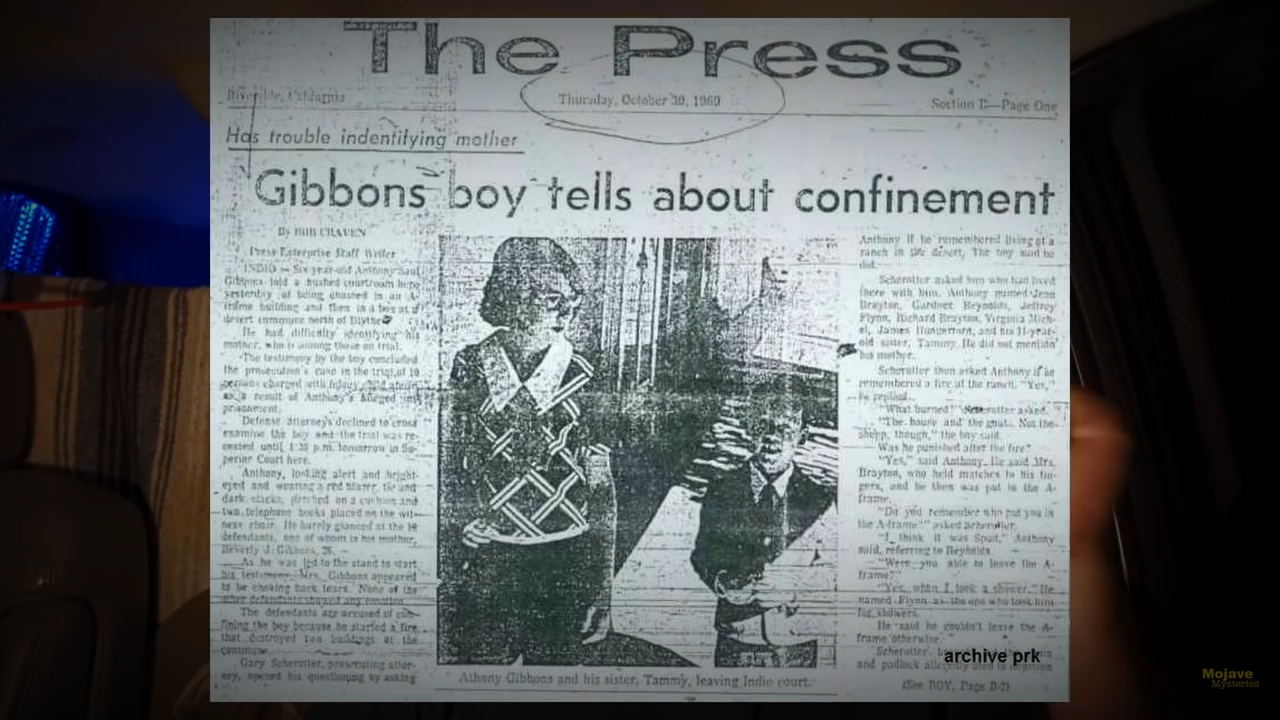 The Press
Riverside, California
Thursday, October 30, 1969
Section B—Page One
Has trouble indentifying mother
Gibbons boy tells about confinement
By BOB CRAVEN
Press-Enterprise Staff Writer
INDIO — Six-year-old Anthony Saul
Gibbons told a hushed courtroom here
yesterday of being chained in an A-
frame building and then in a box at a
desert commune north of Blythe.
He had difficulty identifying his
mother, who is among those on trial.
The testimony by the boy concluded
the prosecution's case in the trial of 10
persons charged with felony child
as a result of Anthony's alleged im-
prisonment.
Defense attorneys declined to cross
examine the boy and the trial was re-
cessed until 1:30 p.m. tomorrow in Su-
perior Court here.
Anthony, looking alert and bright-
eyed and wearing a red blazer, tie and
dark slacks, perched on a cushion and
two telephone books placed on the wit-
ness chair. He barely glanced at the 10
defendants, one of whom is his mother,
Beverly J. Gibbons, 26.
As he was led to the stand to start
his testimony Mrs. Gibbons appeared
to be choking back tears. None of the
other defendants showed any emotion.
The defendants are accused of con-
fining the boy because he started a fire
that destroyed two buildings at the
commune.
Gary Scherotter, prosecuting attor-
ney, opened his questioning by asking
Athony Gibbons and his sister, Tammy, leaving Indio court.
Anthony if he remembered living at a
ranch in the desert. The boy said he
did.
Scherotter asked him who had lived
there with him. Anthony named Jean
Brayton, Gardner Reynolds, Jeffrey
Flynn, Richard Brayton, Virginia Mich-
el, James and his 11-year-
old sister, Tammy. He did not mention
his mother.
Scherotter then asked Anthony if he
remembered a fire at the ranch. "Yes,"
he replied.
"What burned?" Scherotter asked.
"The house and the goats. Not the
sheep, though," the boy said.
Was he punished after the fire?
"Yes," said Anthony. He said Mrs.
Brayton, who held matches to his fin-
gers, and he then was put in the A-
frame.
"Do you remember who put you in
the A-frame?" asked Scherotter.
"I think it was Spud," Anthony
said, referring to Reynolds
"Were you able to leave the A-
frame?"
"Yes, when I took a shower." He
named Flynn as the one who took him
for showers.
He said he couldn't leave the A-
frame otherwise.
Scherotter
and padlock allegedly used to
(See BOY, Page B-2)
archive prk
Mojave
Mysteries